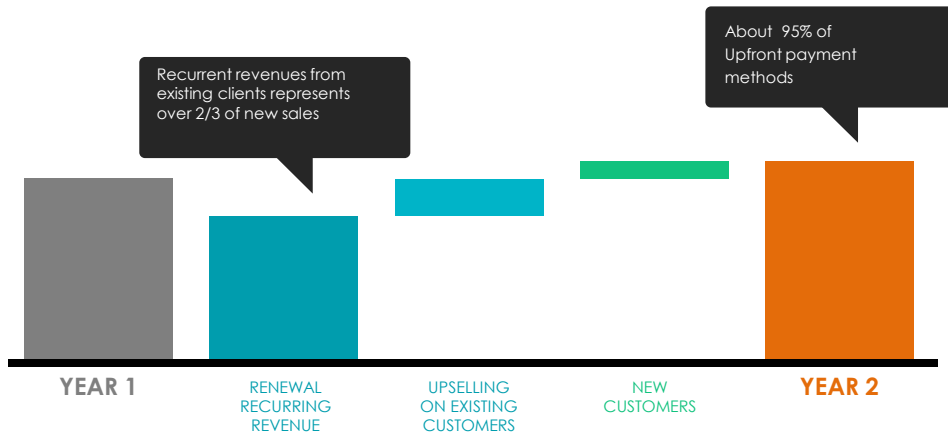 About 95% of
Upfront payment
methods
Recurrent revenues from
existing clients represents
over 2/3 of new sales
YEAR 1
RENEWAL
RECURRING
REVENUE
UPSELLING
ON EXISTING
CUSTOMERS
NEW
CUSTOMERS
YEAR 2